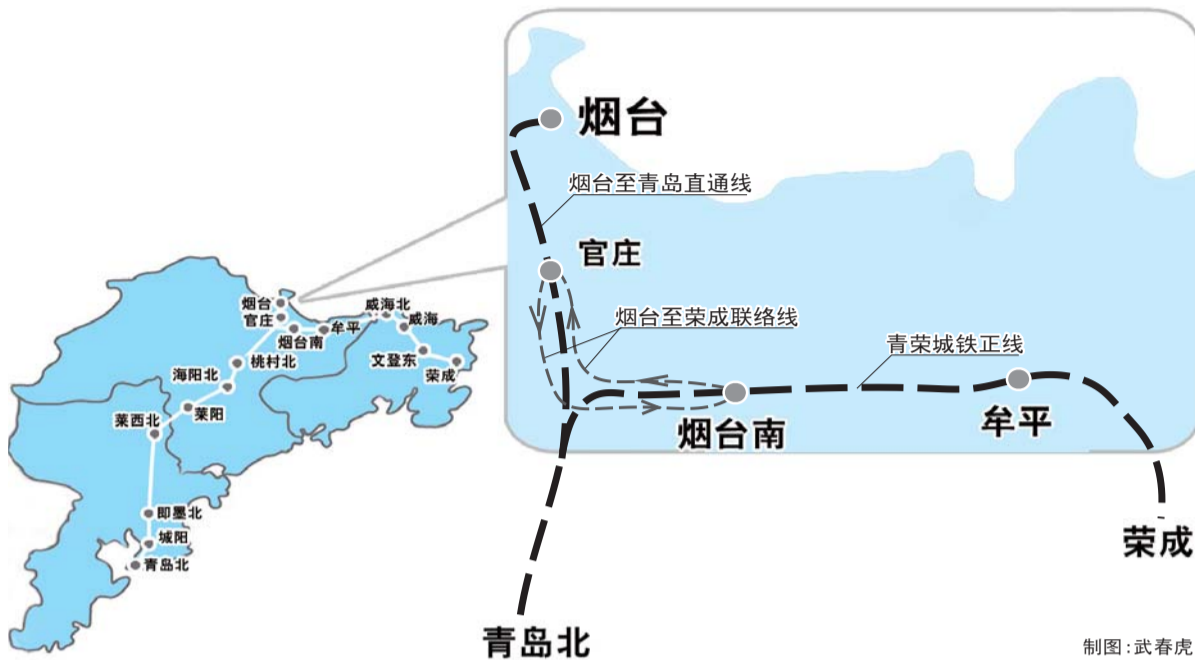 烟台
烟台至青岛直通线
官庄
烟台至荣成联络线
青荣城铁正线
烟台南
牟平
荣成
青岛北
烟台
官庄
烟台南
牟平
威海北
威海
文登东
荣成
桃村北
海阳北
莱阳
莱西北
即墨北
城阳
青岛北
制图：武春虎